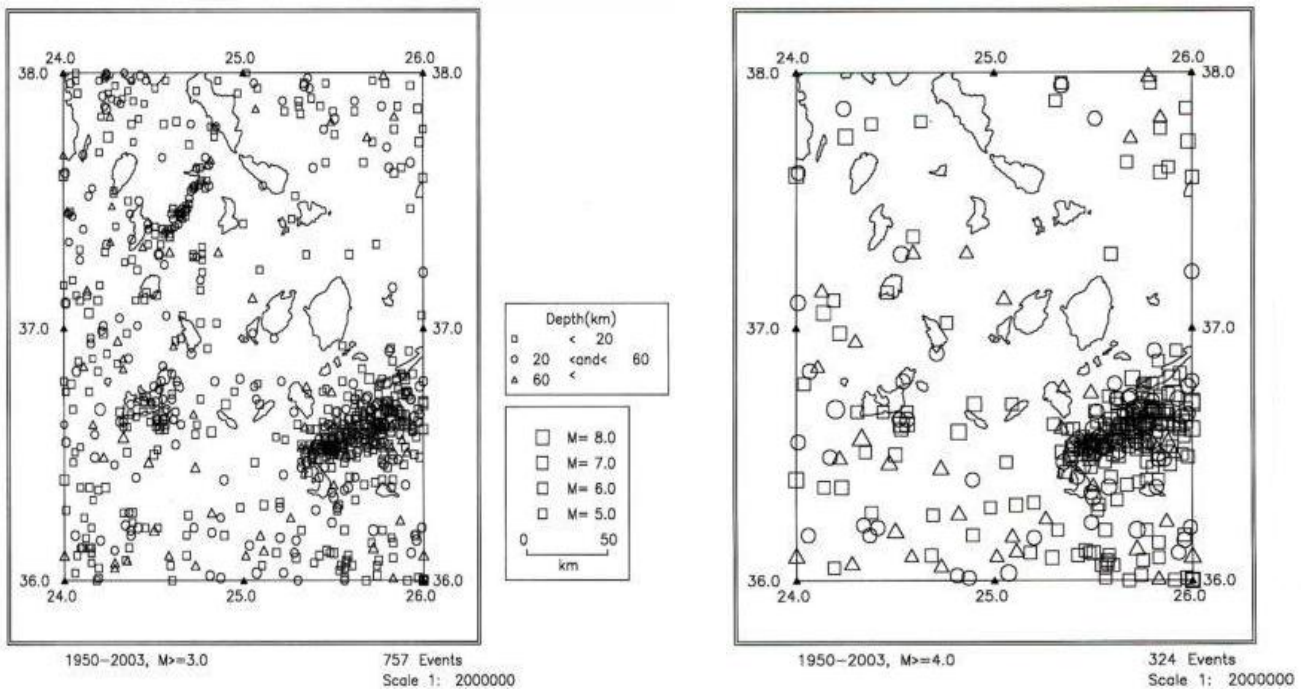 24.0 25.0 26.0
38.0 38.0
37.0 37.0
36.0 36.0
24.0 25.0 26.0
1950-2003, M>=3.0 757 Events
Scale 1: 2000000
Depth(km)
< 20
20 <and< 60
60 <
M= 8.0
M= 7.0
M= 6.0
M= 5.0
0 50
km
24.0 25.0 26.0
38.0 38.0
37.0 37.0
36.0 36.0
24.0 25.0 26.0
1950-2003, M>=4.0 324 Events
Scale 1: 2000000